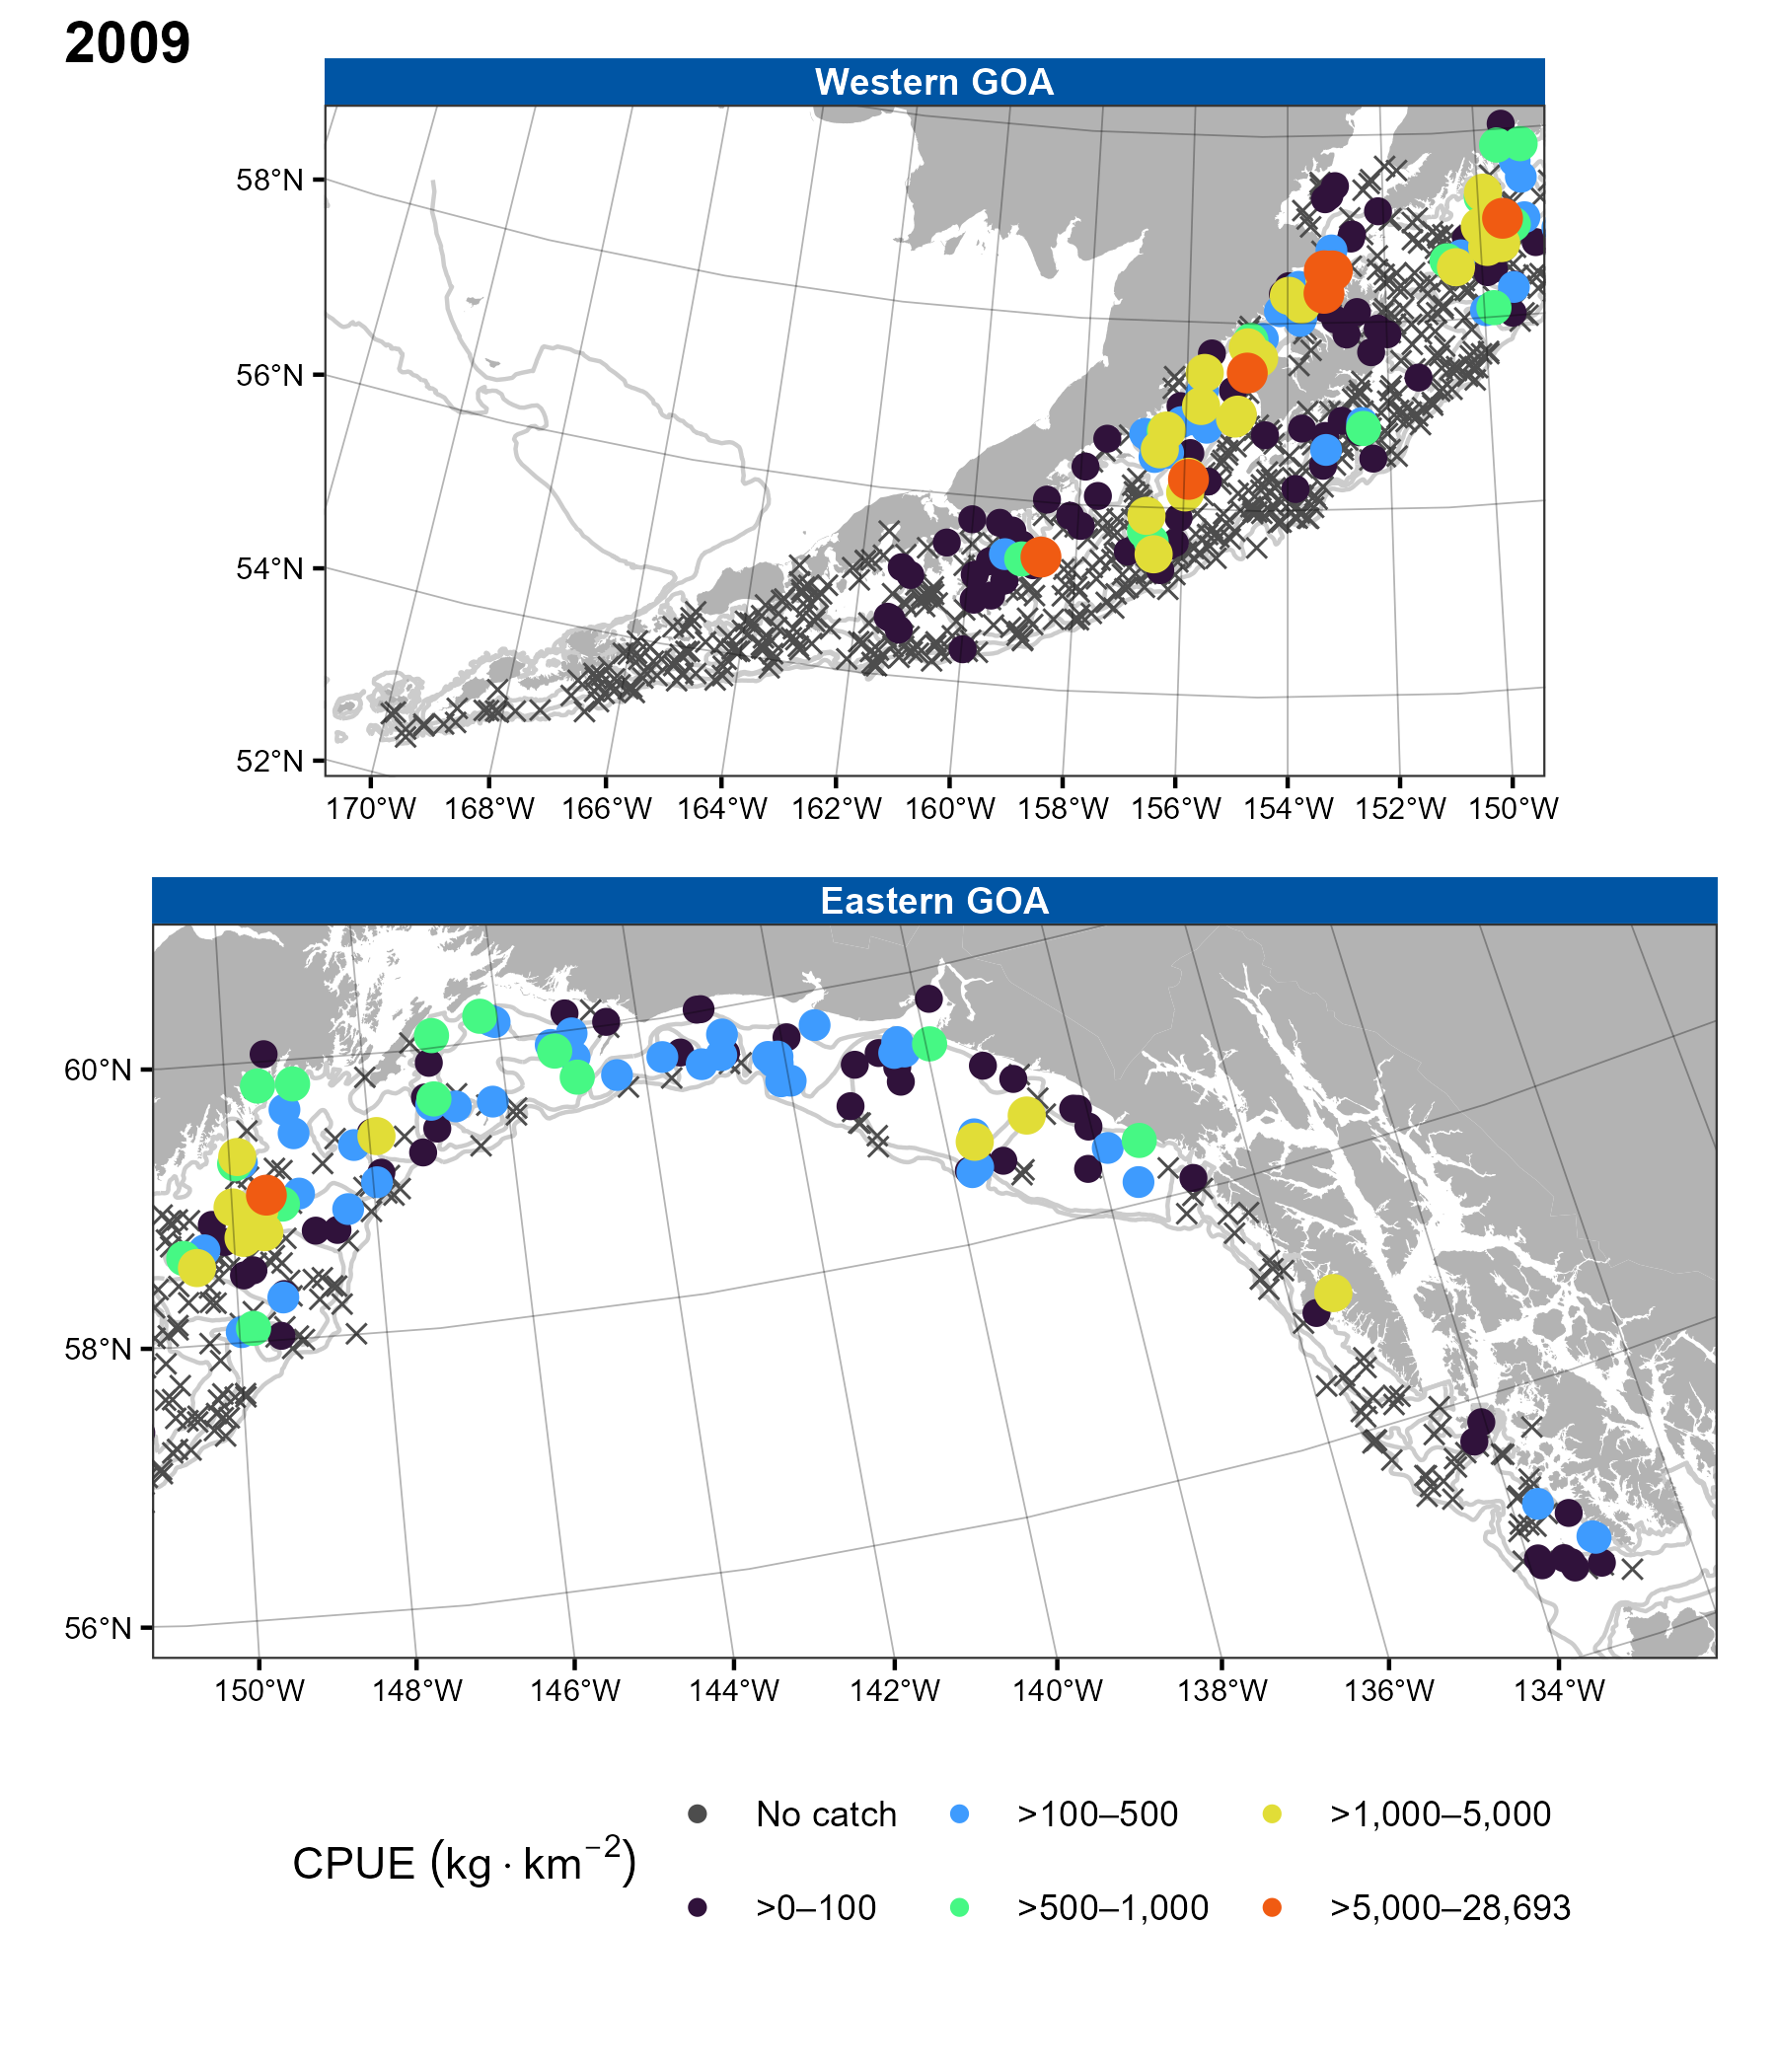 2009
Western GOA
58°N
56°N
54°N
52°N
170°W 168°W 166°W 164°W 162°W 160°W 158°W 156°W 154°W 152°W 150°W
Eastern GOA
60°N
58°N
56°N
150°W 148°W 146°W 144°W 142°W 140°W 138°W 136°W 134°W
CPUE (kg · km⁻²)
No catch >100–500 >1,000–5,000
>0–100 >500–1,000 >5,000–28,693